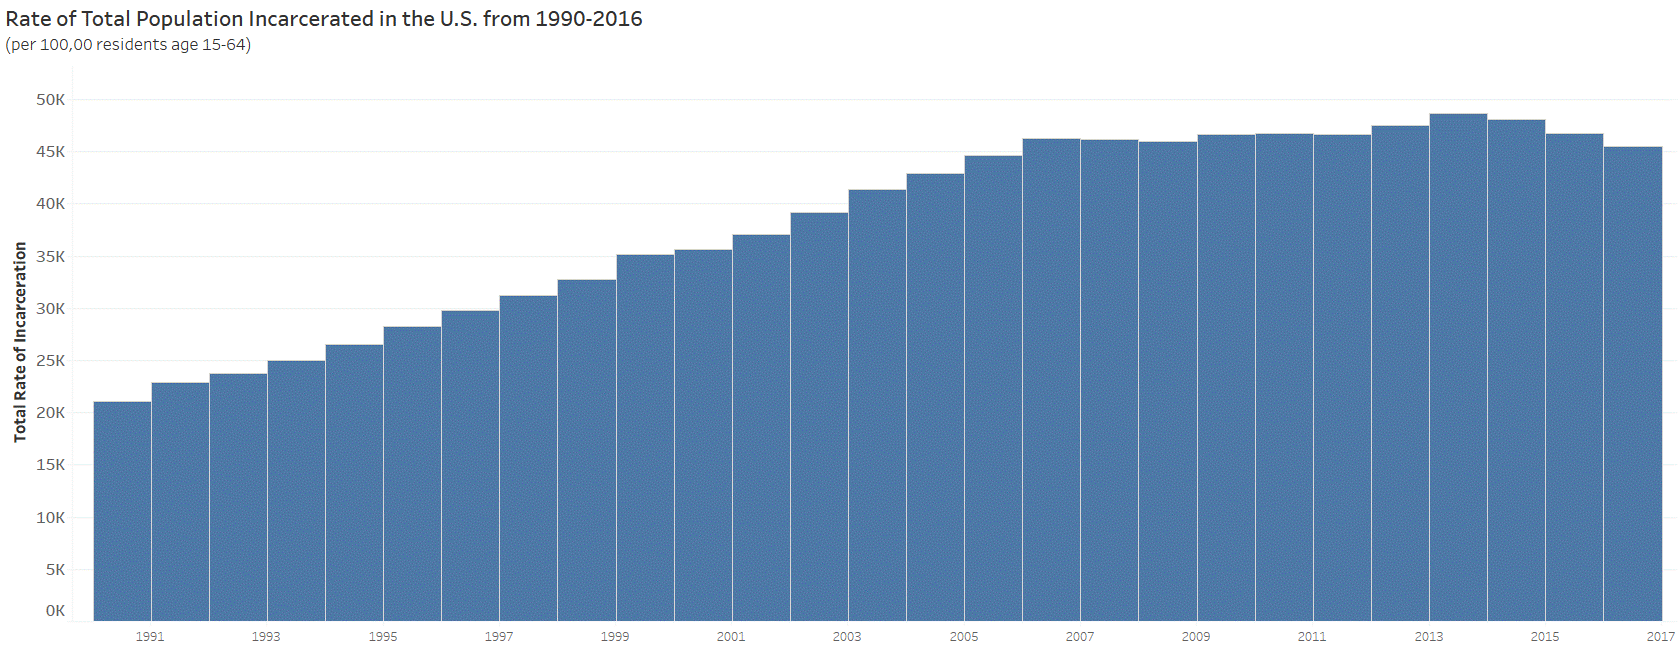 Rate of Total Population Incarcerated in the U.S. from 1990-2016
(per 100,00 residents age 15-64)
50K
45K
40K
35K
30K
25K
20K
15K
10K
5K
0K
Total Rate of Incarceration
1991 1993 1995 1997 1999 2001 2003 2005 2007 2009 2011 2013 2015 2017